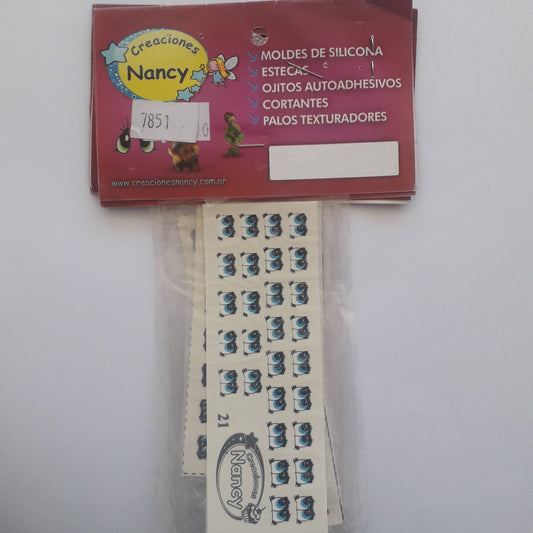 Creaciones
Nancy
MOLDES DE SILICONA
ESTECAS
OJITOS AUTOADHESIVOS
CORTANTES
PALOS TEXTURADORES
7851
0
www.creacionesnancy.com.ar
21
Creaciones
Nancy